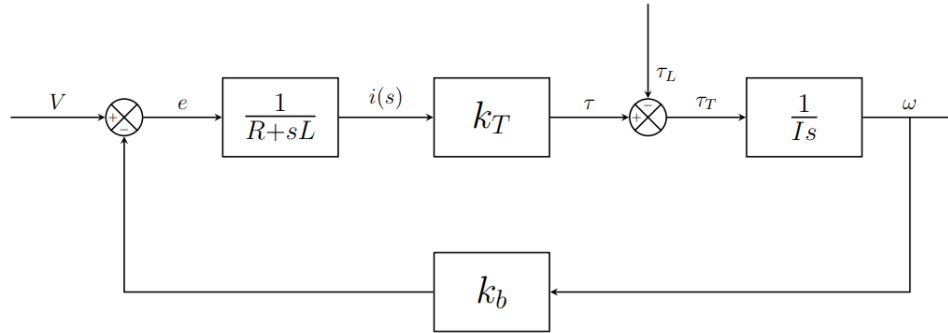 V
+
−
e
1
R+sL
i(s)
k_T
τ
τ_L
+
−
τ_T
1
Is
ω
k_b